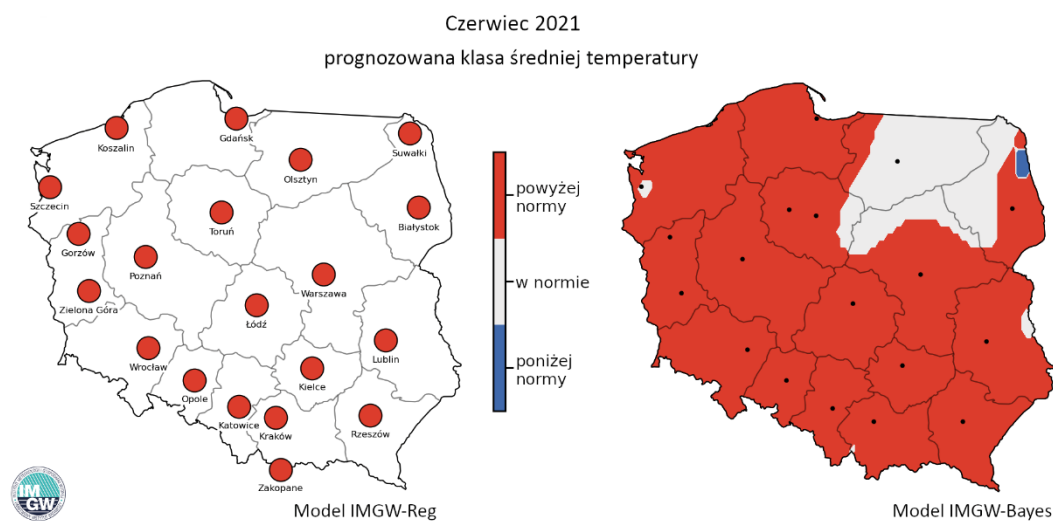 Czerwiec 2021
prognozowana klasa średniej temperatury
Koszalin
Gdańsk
Suwałki
Olsztyn
Szczecin
Białystok
Toruń
Gorzów
Poznań
Warszawa
Zielona Góra
Łódź
Wrocław
Lublin
Kielce
Opole
Katowice
Kraków
Rzeszów
Zakopane
powyżej
normy
w normie
poniżej
normy
IM
GW
Model IMGW-Reg
Model IMGW-Bayes